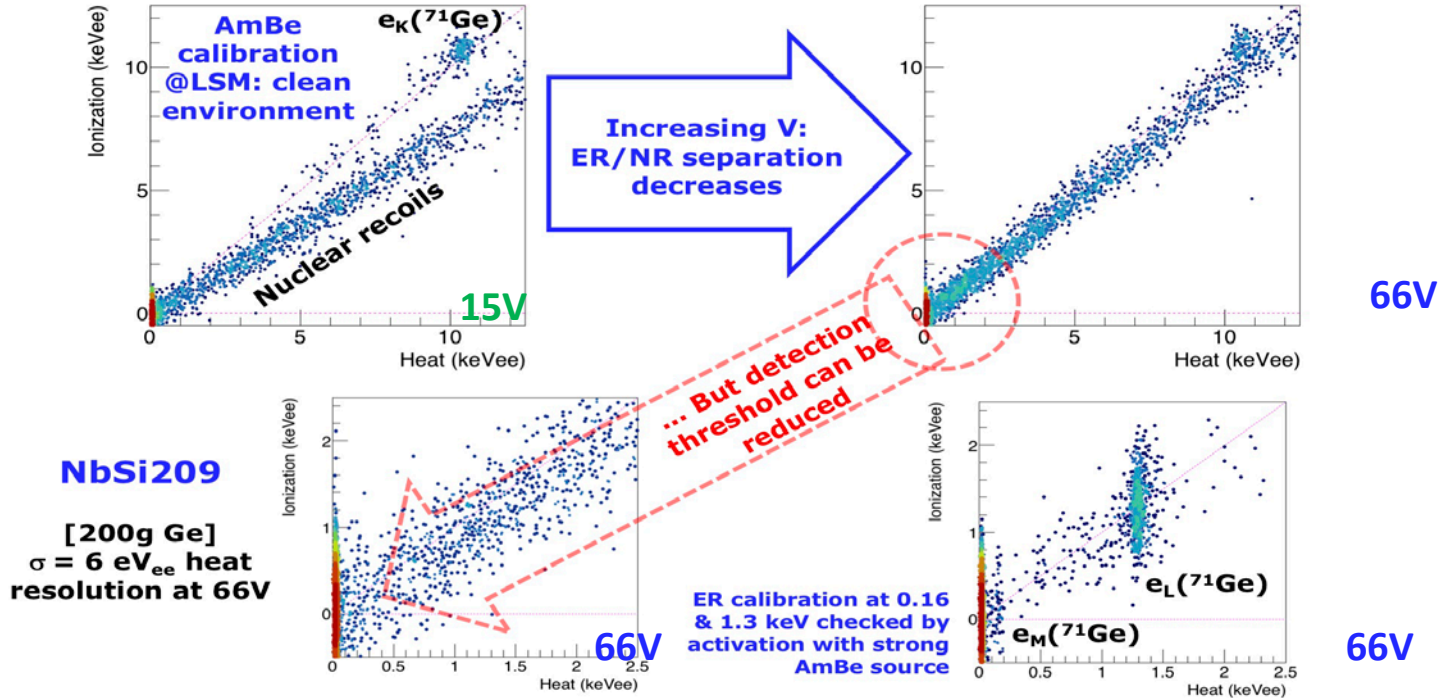 Ionization (keVee)
10
5
0
0
5
10
Heat (keVee)
AmBe
calibration
@LSM: clean
environment
eK(71Ge)
Nuclear recoils
15V
Increasing V:
ER/NR separation
decreases
Ionization (keVee)
10
5
0
0
5
10
Heat (keVee)
66V
... But detection
threshold can be
reduced
NbSi209
[200g Ge]
σ = 6 eVee heat
resolution at 66V
Ionization (keVee)
2
1
0
0
0.5
1
1.5
2
2.5
Heat (keVee)
66V
ER calibration at 0.16
& 1.3 keV checked by
activation with strong
AmBe source
Ionization (keVee)
2
1
0
0
0.5
1
1.5
2
2.5
Heat (keVee)
eL(71Ge)
eM(71Ge)
66V